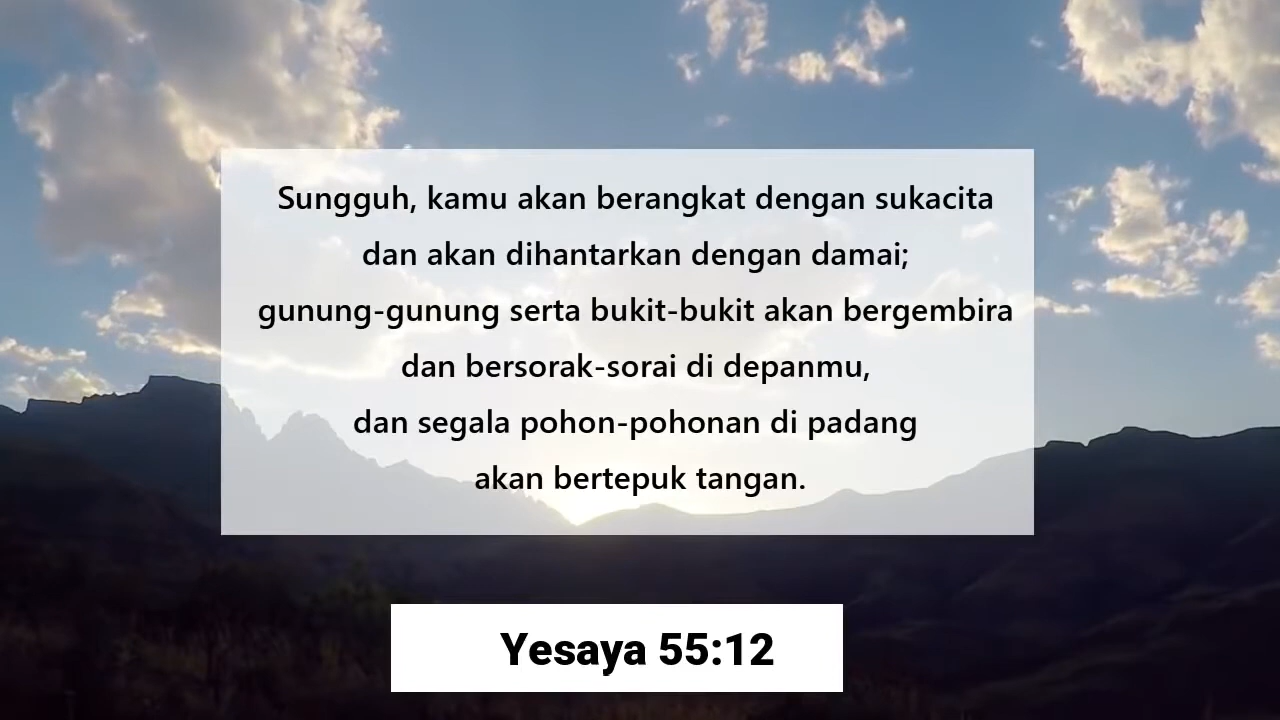 Sungguh, kamu akan berangkat dengan sukacita
dan akan dihantarkan dengan damai;
gunung-gunung serta bukit-bukit akan bergembira
dan bersorak-sorai di depanmu,
dan segala pohon-pohonan di padang
akan bertepuk tangan.
Yesaya 55:12